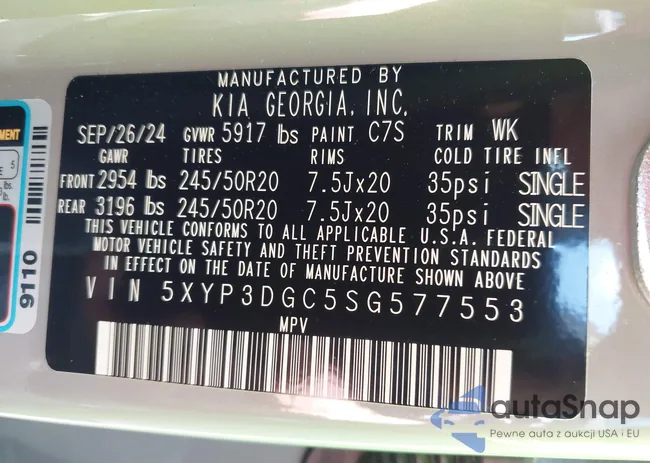 MANUFACTURED BY
KIA GEORGIA, INC.
SEP/26/24 GVWR 5917 lbs PAINT C7S TRIM WK
GAWR TIRES RIMS COLD TIRE INFL
FRONT 2954 lbs 245/50R20 7.5Jx20 35psi SINGLE
REAR 3196 lbs 245/50R20 7.5Jx20 35psi SINGLE
THIS VEHICLE CONFORMS TO ALL APPLICABLE U.S.A. FEDERAL
MOTOR VEHICLE SAFETY AND THEFT PREVENTION STANDARDS
IN EFFECT ON THE DATE OF MANUFACTURE SHOWN ABOVE
VIN 5XYP3DGC5SG577553
MPV
9110
autaSnap
Pewne auta z aukcji USA i EU